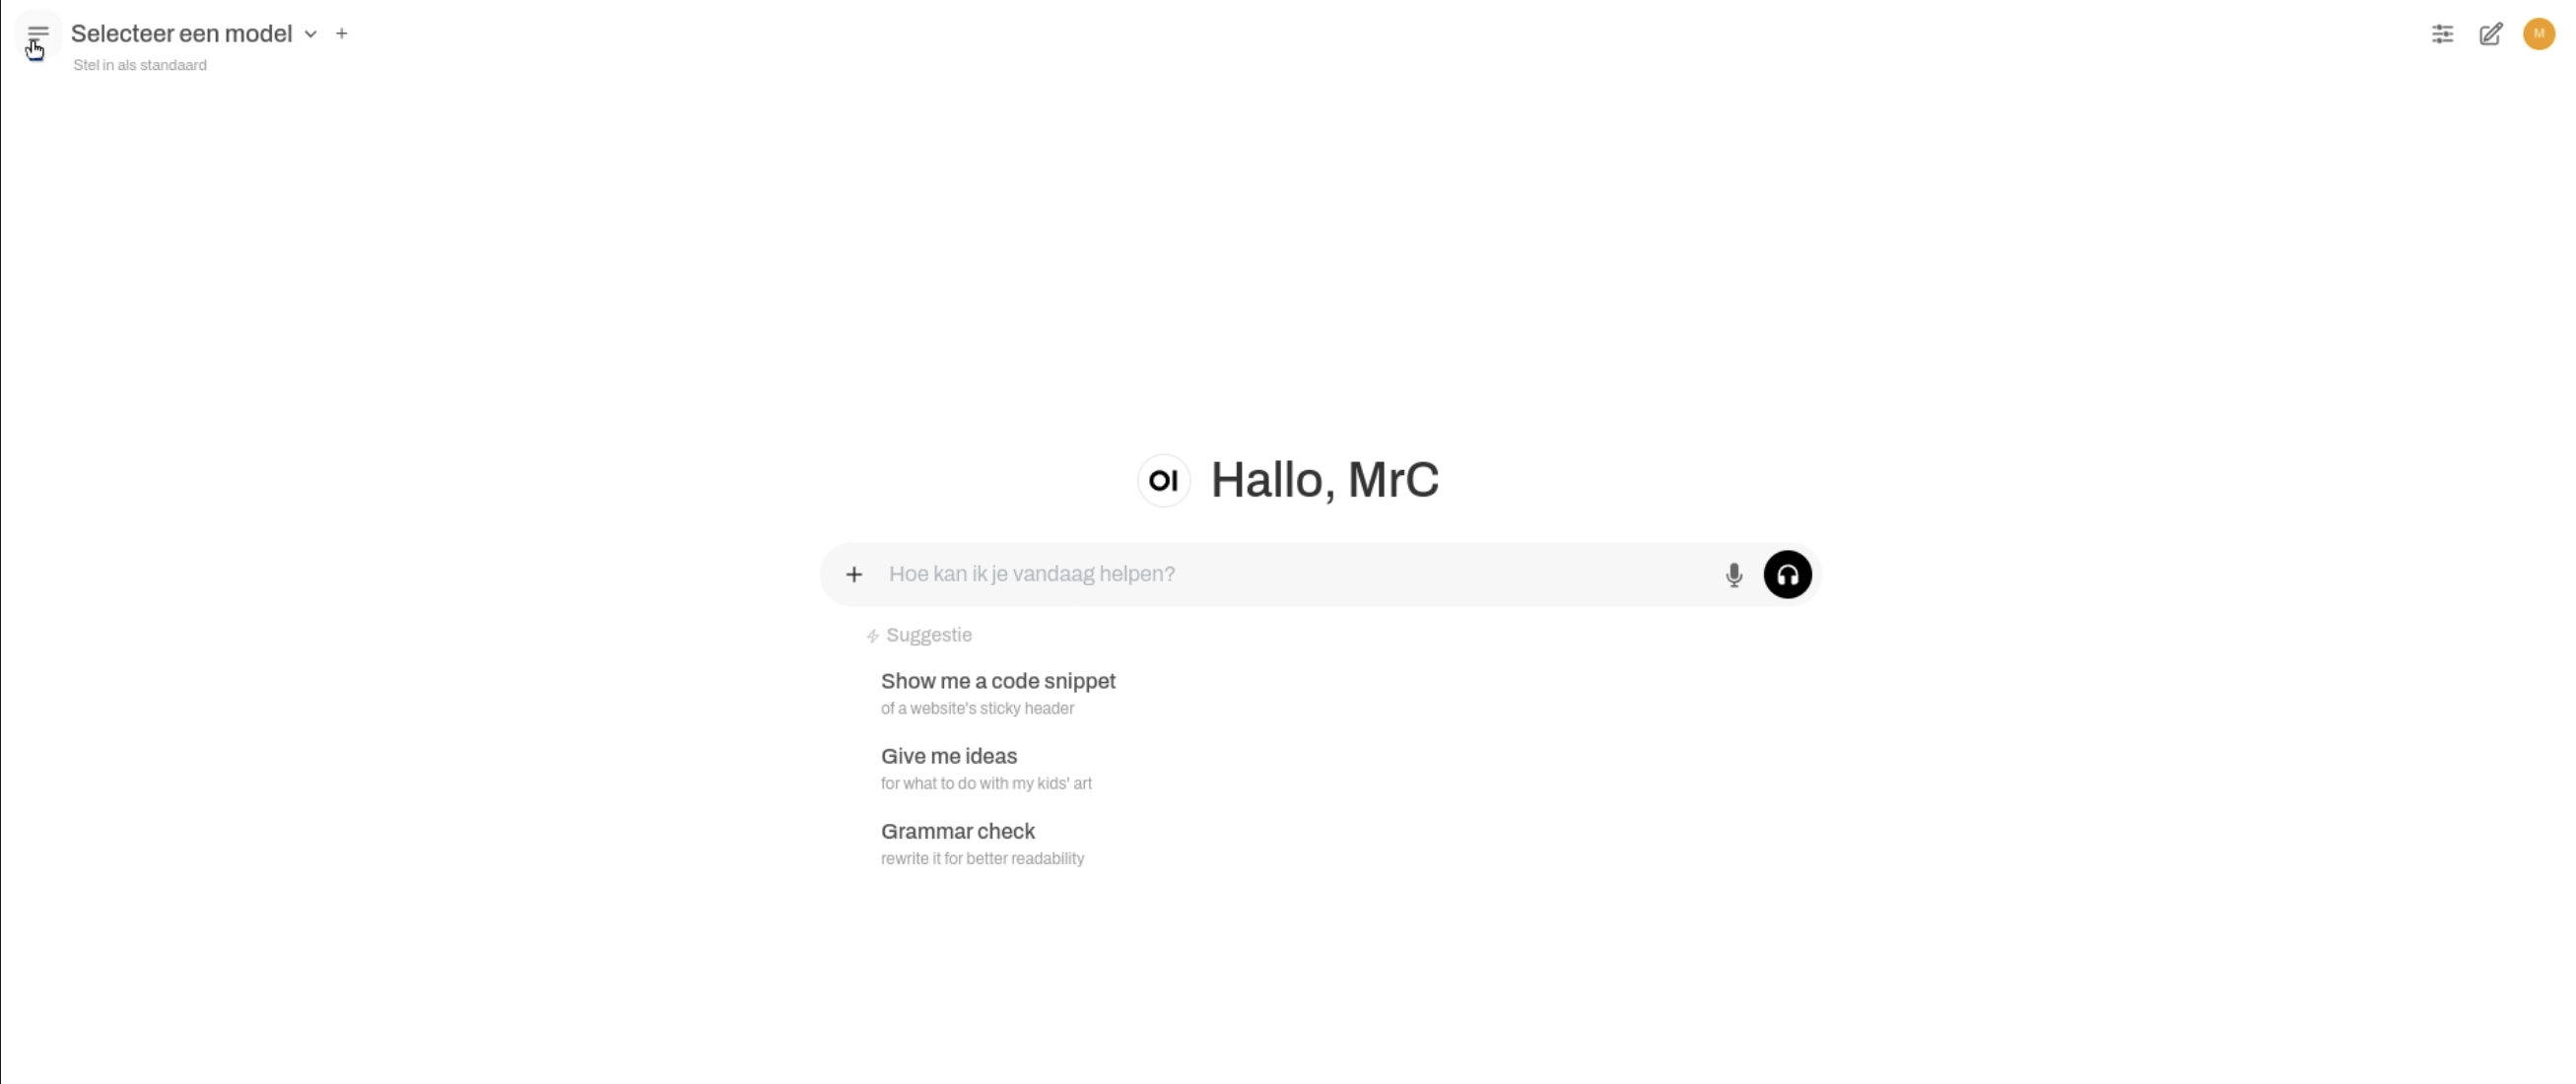 Selecteer een model
Stel in als standaard
M
OI Hallo, MrC
Hoe kan ik je vandaag helpen?
Suggestie
Show me a code snippet
of a website's sticky header
Give me ideas
for what to do with my kids' art
Grammar check
rewrite it for better readability